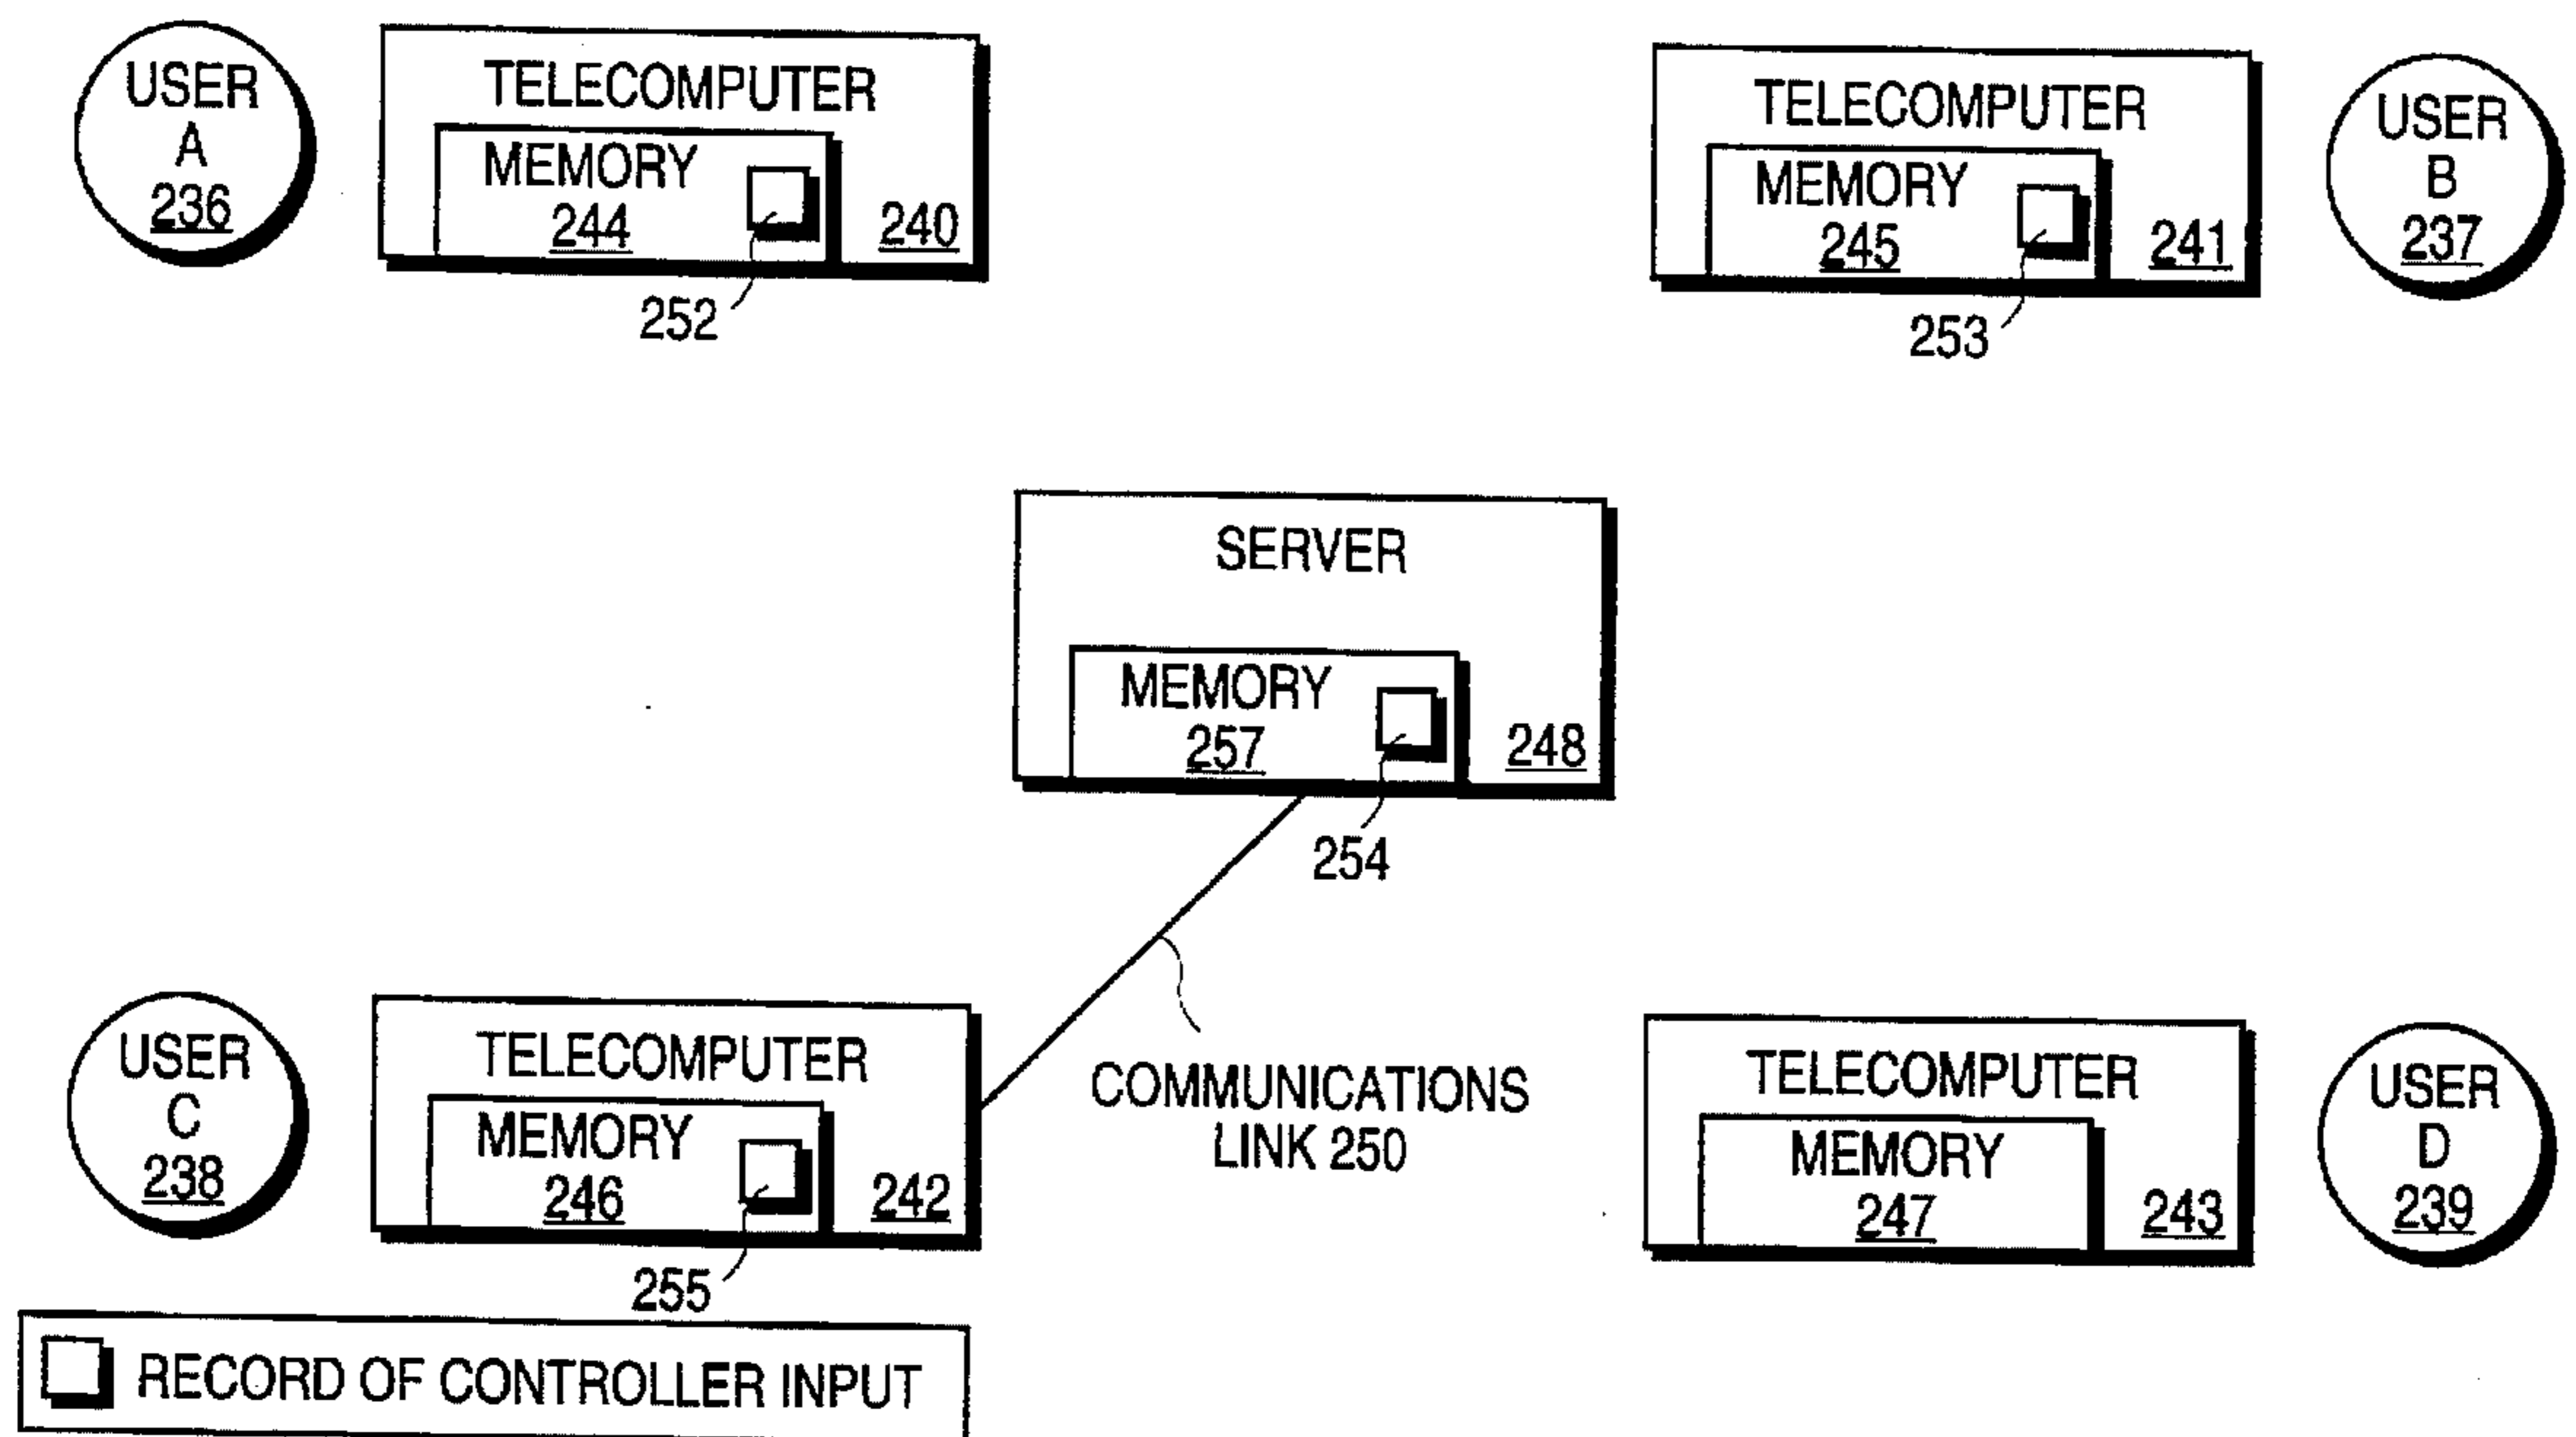 USER
A
236
TELECOMPUTER
MEMORY
244
240
252
TELECOMPUTER
MEMORY
245
241
253
USER
B
237
SERVER
MEMORY
257
248
254
USER
C
238
TELECOMPUTER
MEMORY
246
242
255
COMMUNICATIONS
LINK 250
TELECOMPUTER
MEMORY
247
243
USER
D
239
RECORD OF CONTROLLER INPUT